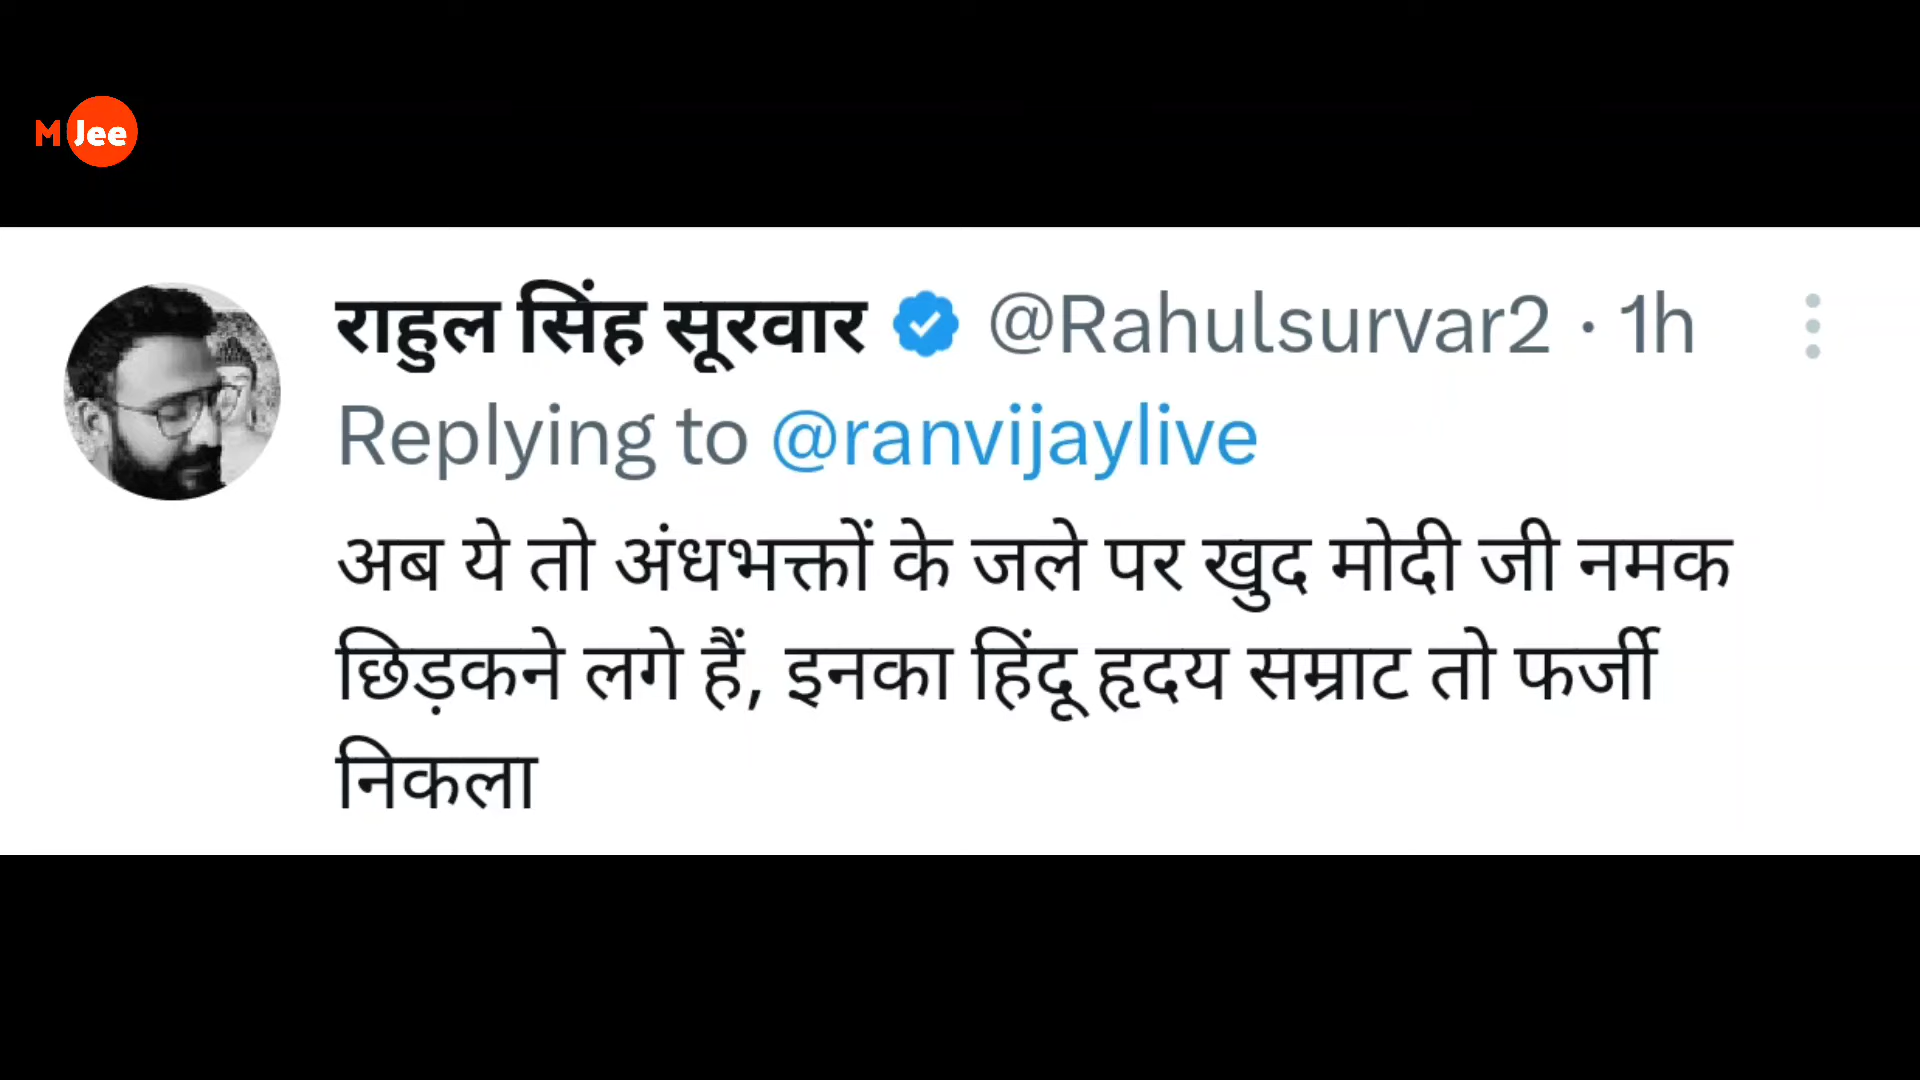 M Jee
राहुल सिंह सूरवार @Rahulsurvar2 · 1h
Replying to @ranvijaylive
अब ये तो अंधभक्तों के जले पर खुद मोदी जी नमक
छिड़कने लगे हैं, इनका हिंदू हृदय सम्राट तो फर्जी
निकला